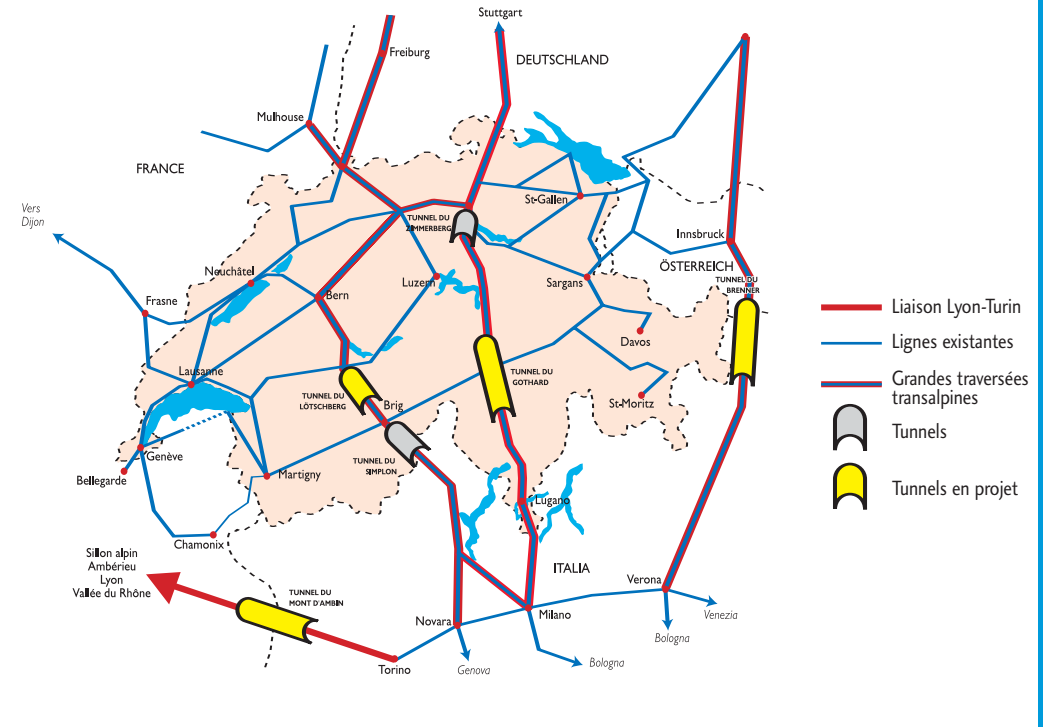 Stuttgart
Freiburg
DEUTSCHLAND
Mulhouse
FRANCE
St-Gallen
Vers
Dijon
TUNNEL DU
ZIMMERBERG
Innsbruck
ÖSTERREICH
Neuchâtel
Luzern
Sargans
TUNNEL DU
BRENNER
Frasne
Bern
Liaison Lyon-Turin
Davos
Lignes existantes
Lausanne
TUNNEL DU
GOTHARD
Grandes traversées
transalpines
TUNNEL DU
LÖTSCHBERG
Brig
St-Moritz
Tunnels
Genève
TUNNEL DU
SIMPLON
Bellegarde
Martigny
Tunnels en projet
Lugano
Chamonix
Sillon alpin
Ambérieu
Lyon
Vallée du Rhône
ITALIA
Verona
TUNNEL DU
MONT D'AMBIN
Novara
Milano
Venezia
Bologna
Torino
Genova
Bologna